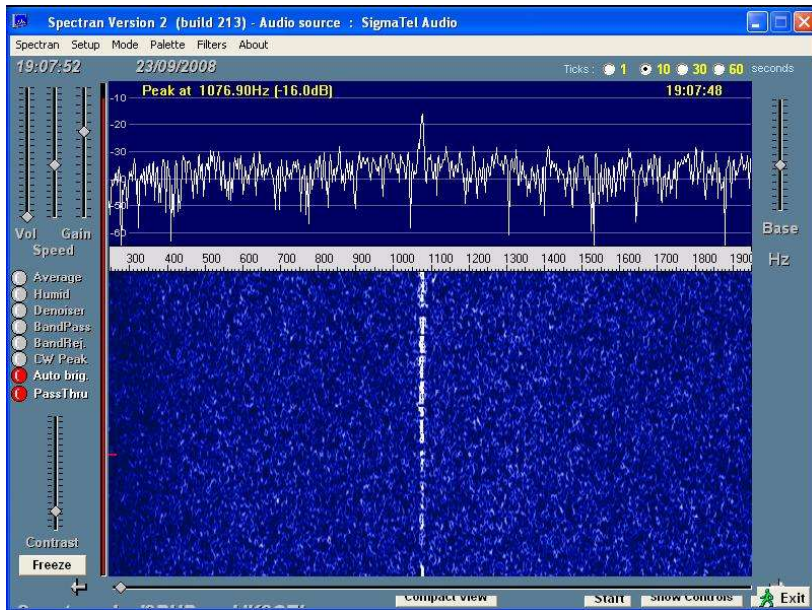 Spectran Version 2 (build 213) - Audio source : SigmaTel Audio
Spectran Setup Mode Palette Filters About
19:07:52 23/09/2008 Ticks : 1 10 30 60 seconds
Peak at 1076.90Hz (-16.0dB) 19:07:48
-10
-20
-30
-40
-50
-60
Vol Gain
Speed
Base
Hz
300 400 500 600 700 800 900 1000 1100 1200 1300 1400 1500 1600 1700 1800 1900
Average
Humid
Denoiser
BandPass
BandRej.
CW Peak
Auto brig.
PassThru
Contrast
Freeze
Compact View Start Show Controls Exit